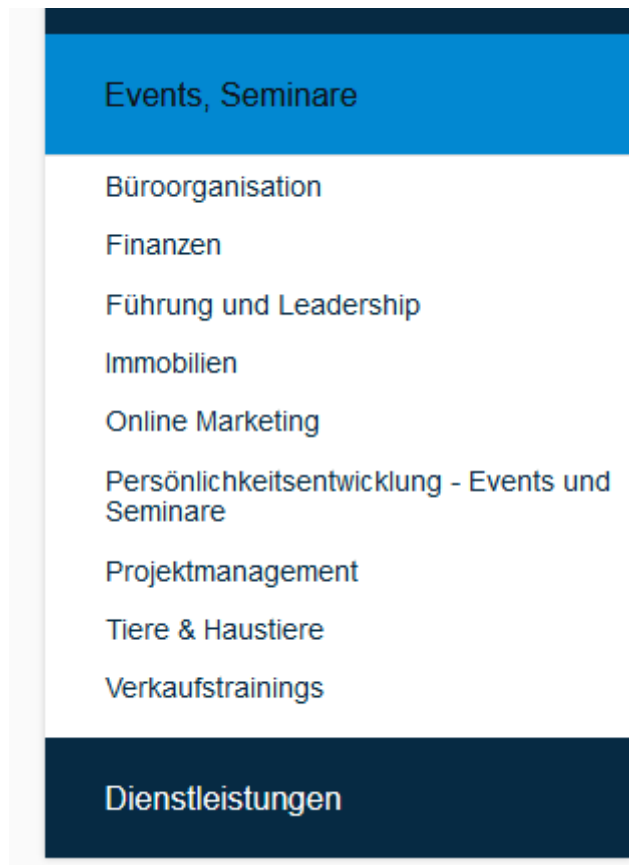 Events, Seminare
Büroorganisation
Finanzen
Führung und Leadership
Immobilien
Online Marketing
Persönlichkeitsentwicklung - Events und
Seminare
Projektmanagement
Tiere & Haustiere
Verkaufstrainings
Dienstleistungen